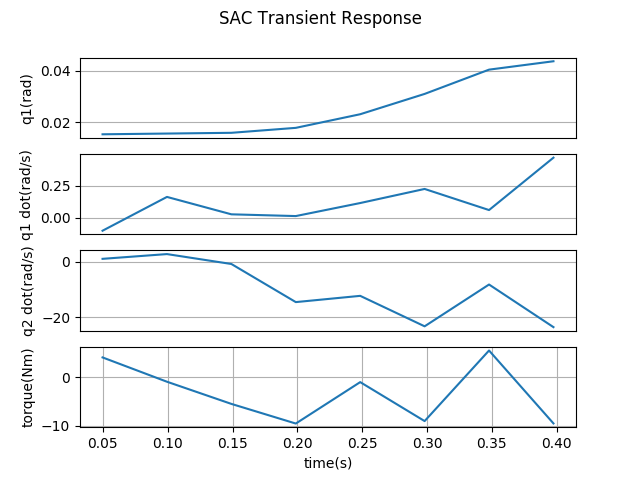 SAC Transient Response
q1(rad)
0.04
0.02
q1 dot(rad/s)
0.25
0.00
q2 dot(rad/s)
0
−20
torque(Nm)
0
−10
0.05 0.10 0.15 0.20 0.25 0.30 0.35 0.40
time(s)